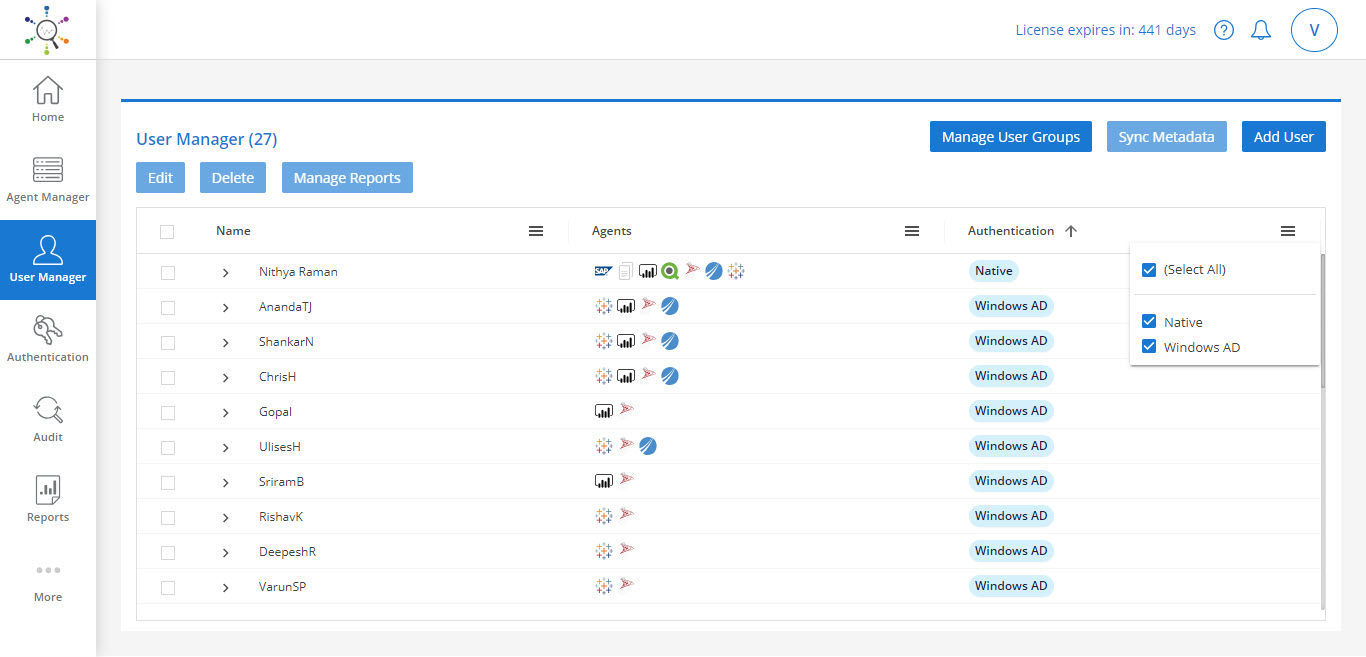 License expires in: 441 days
?
V
Home
Agent Manager
User Manager
Authentication
Audit
Reports
More
User Manager (27)
Manage User Groups
Sync Metadata
Add User
Edit
Delete
Manage Reports
Name
Agents
Authentication
(Select All)
Native
Windows AD
Nithya Raman
SAP
Native
AnandaTJ
Windows AD
ShankarN
Windows AD
ChrisH
Windows AD
Gopal
Windows AD
UlisesH
Windows AD
SriramB
Windows AD
RishavK
Windows AD
DeepeshR
Windows AD
VarunSP
Windows AD